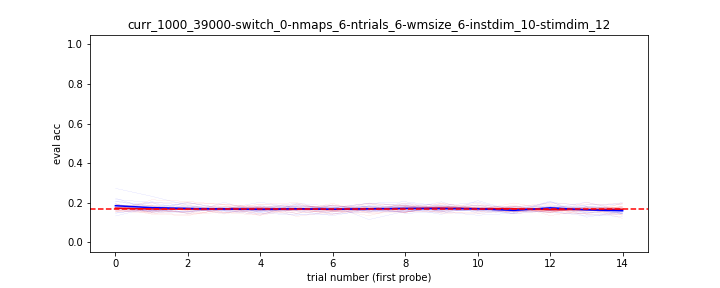 curr_1000_39000-switch_0-nmaps_6-ntrials_6-wmsize_6-instdim_10-stimdim_12
1.0
0.8
0.6
0.4
0.2
0.0
eval acc
0 2 4 6 8 10 12 14
trial number (first probe)